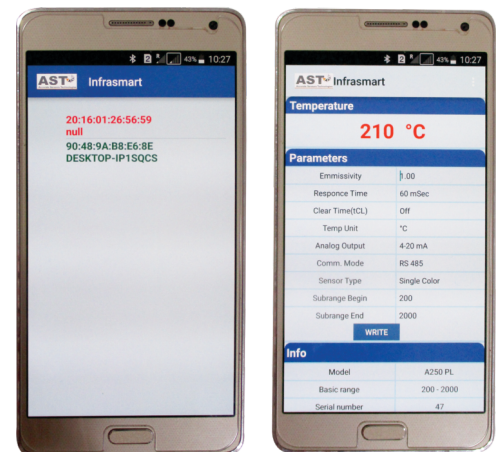 43% 10:27
AST Infrasmart
20:16:01:26:56:59
null
90:48:9A:B8:E6:8E
DESKTOP-IP1SQCS
43% 10:27
AST Infrasmart
Temperature
210 °C
Parameters
Emmissivity 1.00
Responce Time 60 mSec
Clear Time(tCL) Off
Temp Unit °C
Analog Output 4-20 mA
Comm. Mode RS 485
Sensor Type Single Color
Subrange Begin 200
Subrange End 2000
WRITE
Info
Model A250 PL
Basic range 200 - 2000
Serial number 47